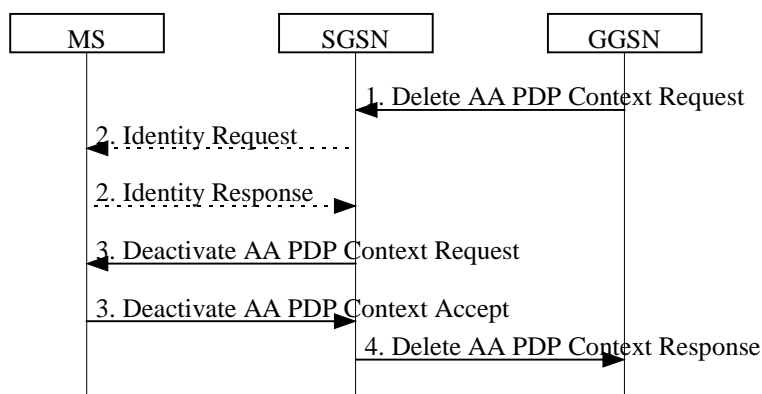 MS
SGSN
GGSN
1. Delete AA PDP Context Request
2. Identity Request
2. Identity Response
3. Deactivate AA PDP Context Request
3. Deactivate AA PDP Context Accept
4. Delete AA PDP Context Response